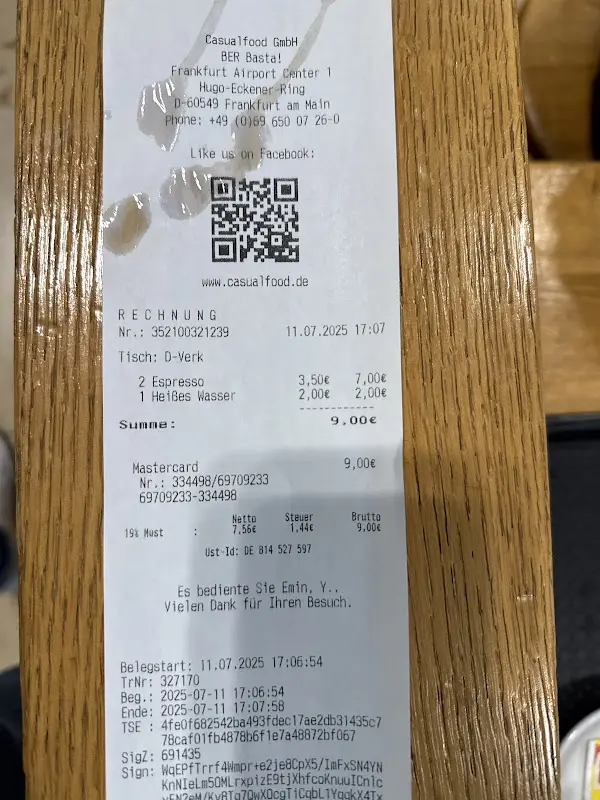 Casualfood GmbH
BER Basta!
Frankfurt Airport Center 1
Hugo-Eckener-Ring
D-60549 Frankfurt am Main
Phone: +49 (0)69 650 07 26-0
Like us on Facebook:
www.casualfood.de
RECHNUNG
Nr.: 352100321239 11.07.2025 17:07
Tisch: D-Verk
2 Espresso 3,50€ 7,00€
1 Heißes Wasser 2,00€ 2,00€
Summe: 9,00€
Mastercard 9,00€
Nr.: 334498/69709233
69709233-334498
Netto Steuer Brutto
19% Mwst : 7,56€ 1,44€ 9,00€
Ust-Id: DE 814 527 597
Es bediente Sie Emin, Y..
Vielen Dank für Ihren Besuch.
Belegstart: 11.07.2025 17:06:54
TrNr: 327170
Beg.: 2025-07-11 17:06:54
Ende: 2025-07-11 17:07:58
TSE : 4fe0f682542ba493fdec17ae2db31435c7
78caf01fb4878b6f1e7a48872bf067
SigZ: 691435
Sign: WqEPfTrrf4Wmpr+e2je8CpX5/ImFxSN4YN
KnNIeLm50MLrxpizE9tjXhfcoKnuuICn1c